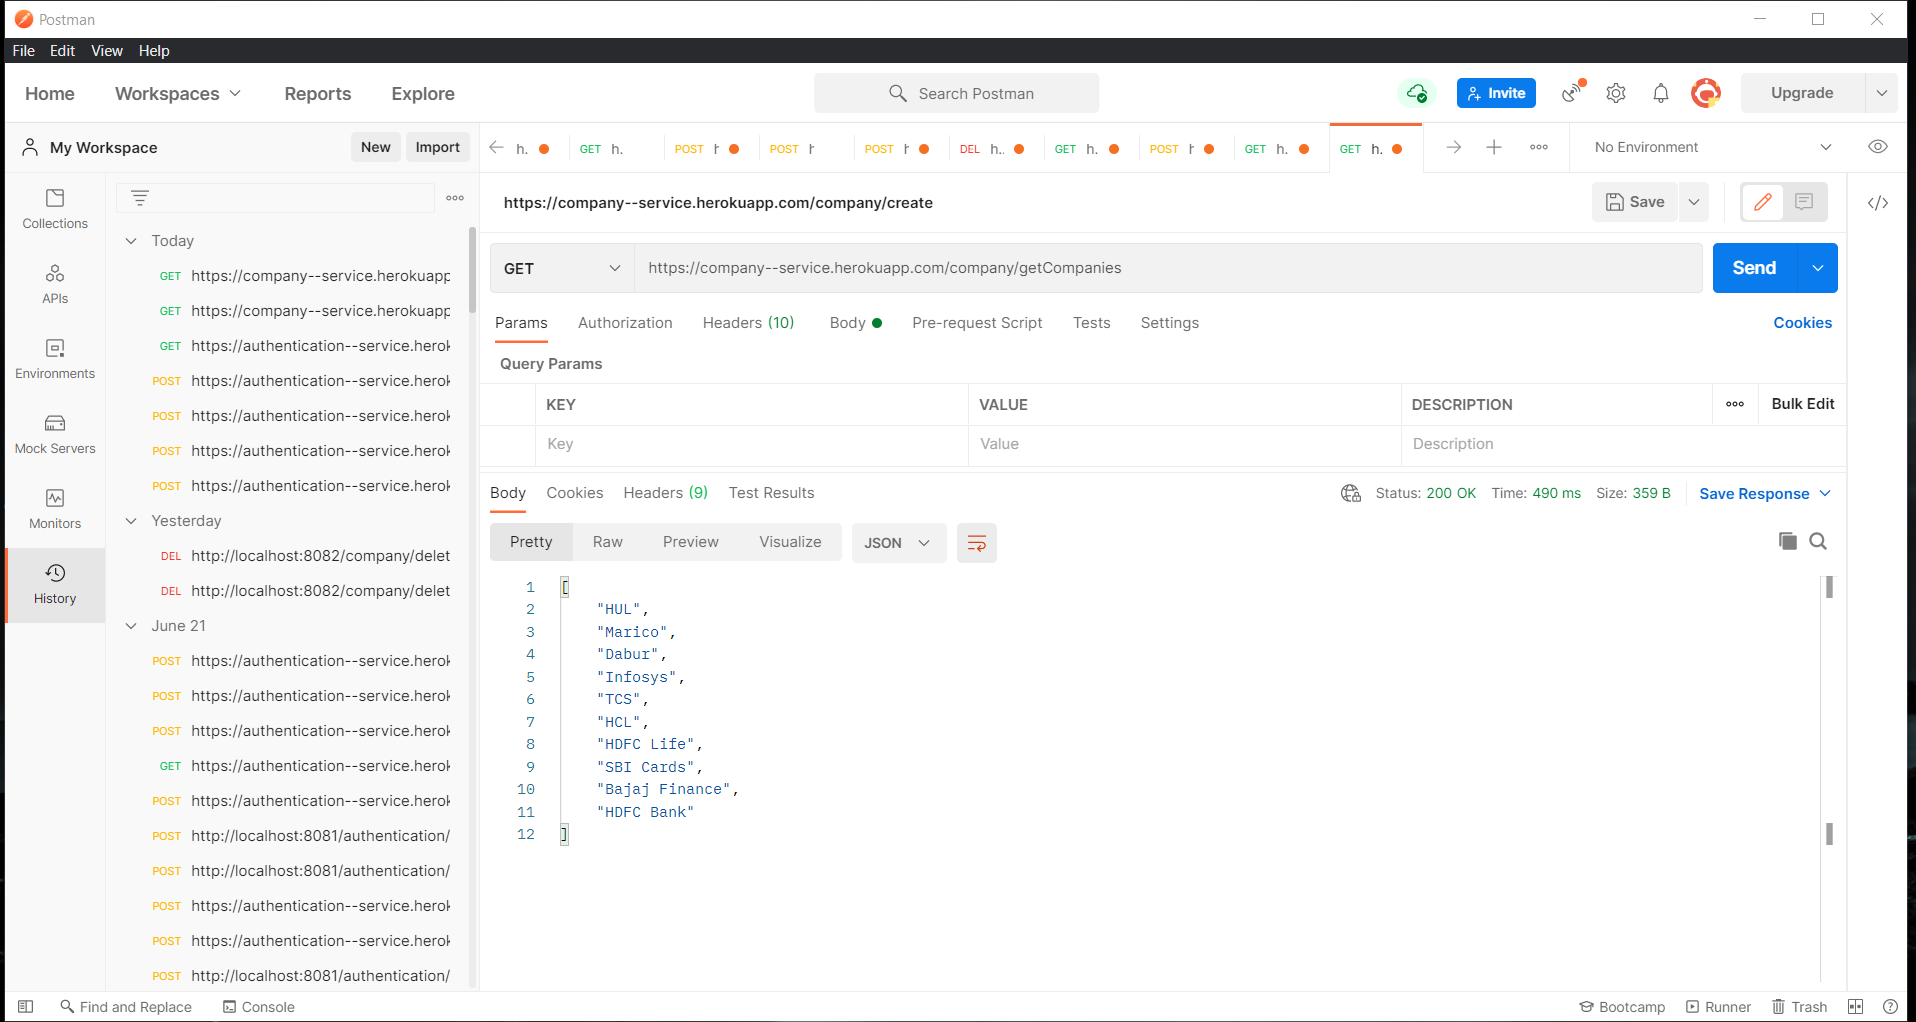 Postman
File Edit View Help
Home Workspaces Reports Explore Search Postman Invite Upgrade
My Workspace New Import
h. GET h. POST h POST h POST h DEL h.. GET h. POST h GET h. GET h. No Environment
Collections
APIs
Environments
Mock Servers
Monitors
History
Today
GET https://company--service.herokuapp
GET https://company--service.herokuapp
GET https://authentication--service.herok
POST https://authentication--service.herok
POST https://authentication--service.herok
POST https://authentication--service.herok
POST https://authentication--service.herok
Yesterday
DEL http://localhost:8082/company/delet
DEL http://localhost:8082/company/delet
June 21
POST https://authentication--service.herok
POST https://authentication--service.herok
POST https://authentication--service.herok
GET https://authentication--service.herok
POST https://authentication--service.herok
POST http://localhost:8081/authentication/
POST http://localhost:8081/authentication/
POST https://authentication--service.herok
POST https://authentication--service.herok
POST http://localhost:8081/authentication/
https://company--service.herokuapp.com/company/create Save </>
GET https://company--service.herokuapp.com/company/getCompanies Send
Params Authorization Headers (10) Body Pre-request Script Tests Settings Cookies
Query Params
KEY VALUE DESCRIPTION Bulk Edit
Key Value Description
Body Cookies Headers (9) Test Results Status: 200 OK Time: 490 ms Size: 359 B Save Response
Pretty Raw Preview Visualize JSON
1 [
2 "HUL",
3 "Marico",
4 "Dabur",
5 "Infosys",
6 "TCS",
7 "HCL",
8 "HDFC Life",
9 "SBI Cards",
10 "Bajaj Finance",
11 "HDFC Bank"
12 ]
Find and Replace Console Bootcamp Runner Trash